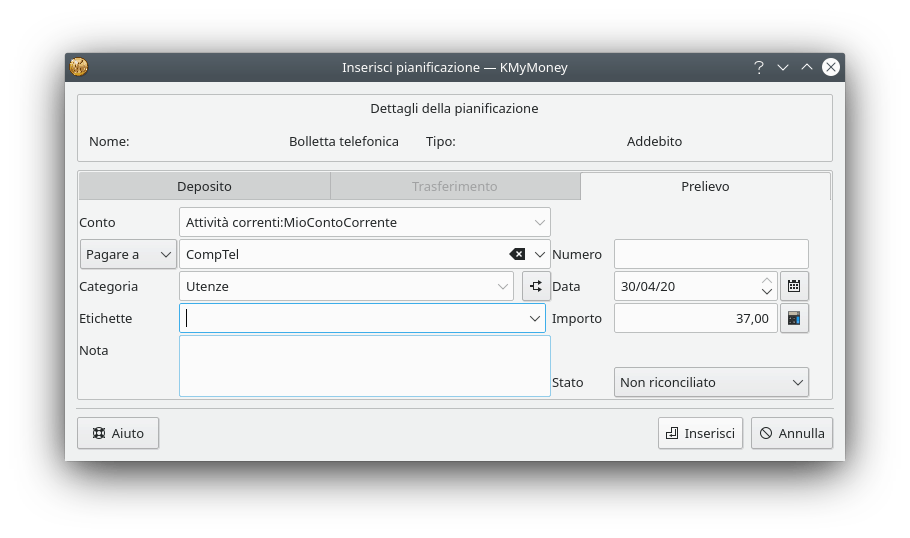 Inserisci pianificazione — KMyMoney
Dettagli della pianificazione
Nome: Bolletta telefonica Tipo: Addebito
Deposito Trasferimento Prelievo
Conto Attività correnti:MioContoCorrente
Pagare a CompTel Numero
Categoria Utenze Data 30/04/20
Etichette Importo 37,00
Nota
Stato Non riconciliato
Aiuto Inserisci Annulla